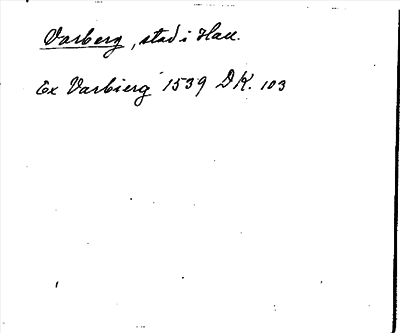 Varberg, stad i Hall.
Ex Varbierg 1539 DK. 103